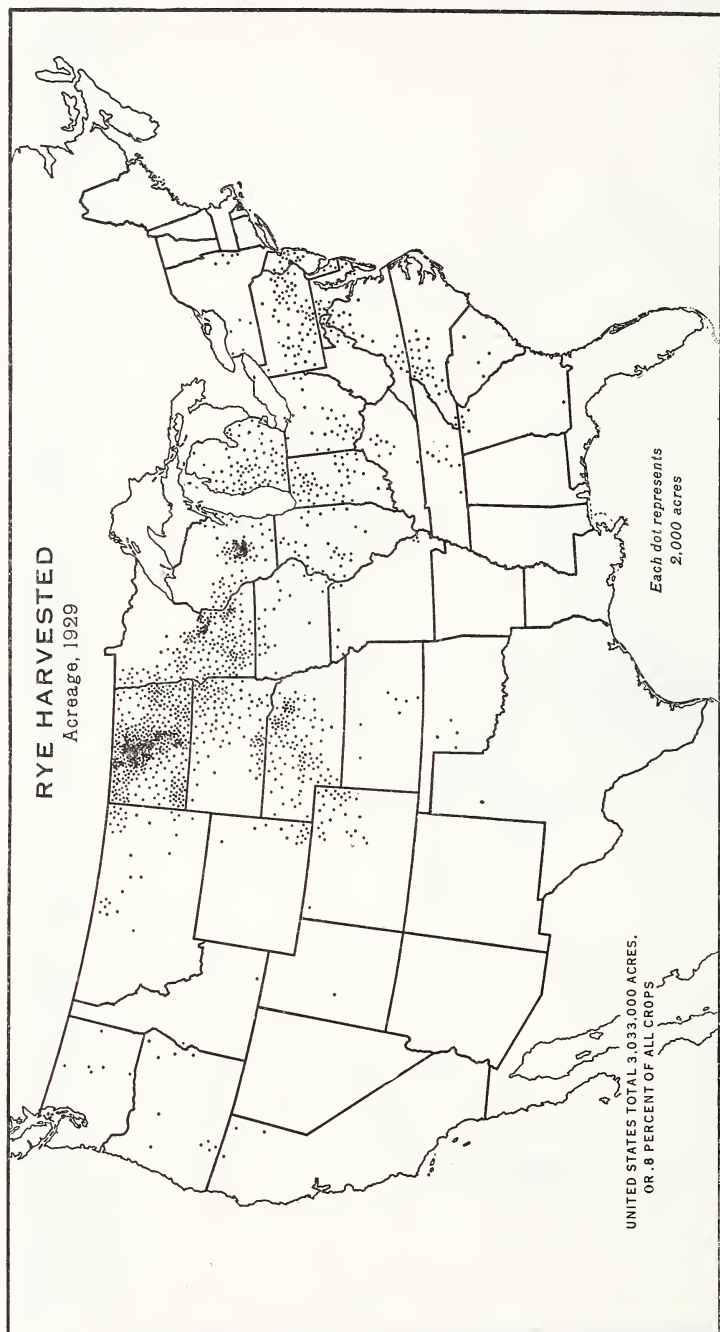 RYE HARVESTED
Acreage, 1929
Each dot represents
2,000 acres
UNITED STATES TOTAL 3,033,000 ACRES,
OR .8 PERCENT OF ALL CROPS